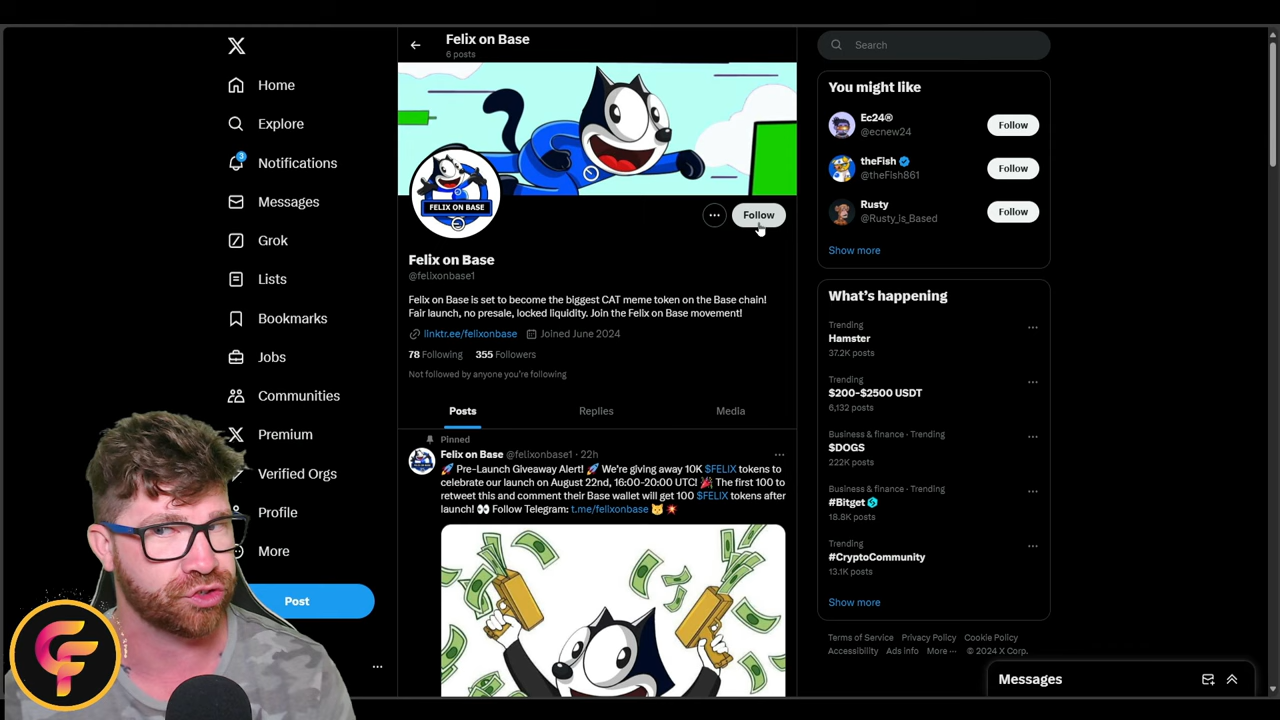 Home
Explore
3
Notifications
Messages
Grok
Lists
Bookmarks
Jobs
Communities
Premium
Verified Orgs
Profile
More
Post
Felix on Base
6 posts
FELIX ON BASE
Follow
Felix on Base
@felixonbase1
Felix on Base is set to become the biggest CAT meme token on the Base chain!
Fair launch, no presale, locked liquidity. Join the Felix on Base movement!
linktr.ee/felixonbase Joined June 2024
78 Following 355 Followers
Not followed by anyone you're following
Posts Replies Media
Pinned
Felix on Base @felixonbase1 · 22h
🚀 Pre-Launch Giveaway Alert! 🚀 We're giving away 10K $FELIX tokens to
celebrate our launch on August 22nd, 16:00-20:00 UTC! 🎉 The first 100 to
retweet this and comment their Base wallet will get 100 $FELIX tokens after
launch! 👀 Follow Telegram: t.me/felixonbase 😼 💥
Search
You might like
Ec24®
@ecnew24
Follow
theFish
@theFish861
Follow
Rusty
@Rusty_Is_Based
Follow
Show more
What's happening
Trending
Hamster
37.2K posts
Trending
$200-$2500 USDT
6,132 posts
Business & finance · Trending
$DOGS
222K posts
Business & finance · Trending
#Bitget
18.8K posts
Trending
#CryptoCommunity
13.1K posts
Show more
Terms of Service Privacy Policy Cookie Policy
Accessibility Ads info More ··· © 2024 X Corp.
Messages